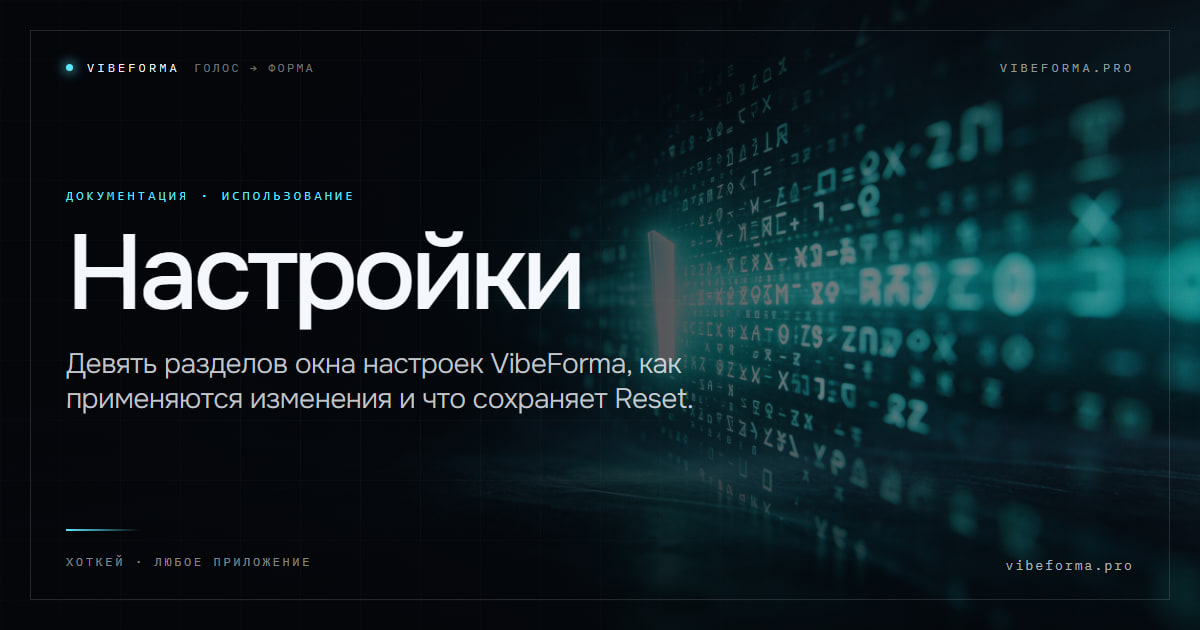 VIBEFORMA ГОЛОС → ФОРМА
VIBEFORMA.PRO
ДОКУМЕНТАЦИЯ · ИСПОЛЬЗОВАНИЕ
Настройки
Девять разделов окна настроек VibeForma, как
применяются изменения и что сохраняет Reset.
ХОТКЕЙ · ЛЮБОЕ ПРИЛОЖЕНИЕ
vibeforma.pro